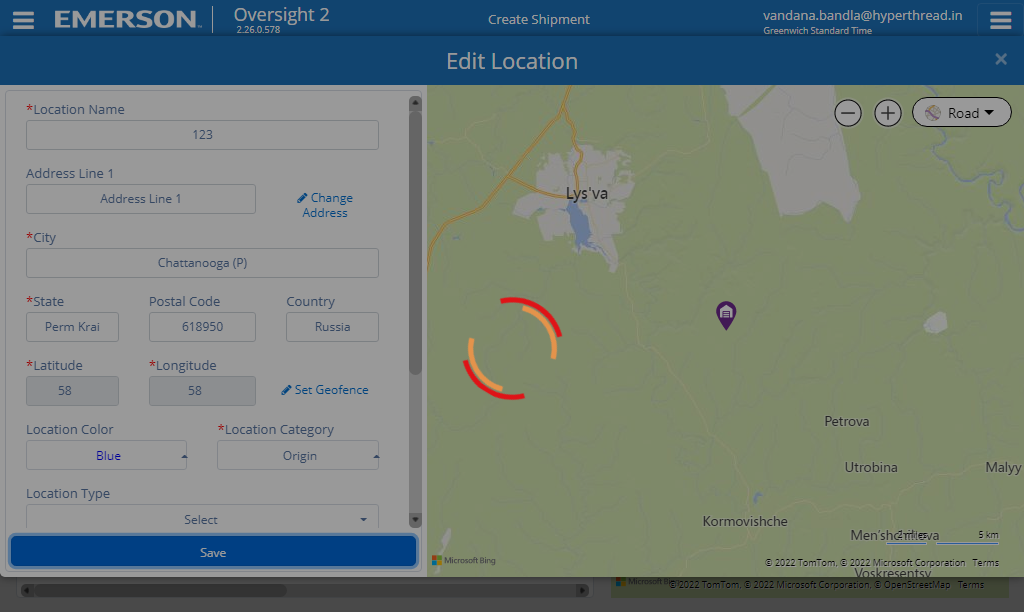 EMERSON
Oversight 2
2.26.0.578
Create Shipment
vandana.bandla@hyperthread.in
Greenwich Standard Time
Edit Location
*Location Name
123
Address Line 1
Address Line 1
Change Address
*City
Chattanooga (P)
*State
Postal Code
Country
Perm Krai
618950
Russia
*Latitude
*Longitude
58
58
Set Geofence
Location Color
*Location Category
Blue
Origin
Location Type
Select
Save
Road
Lys'va
Petrova
Utrobina
Malyy
Kormovishche
2 miles
5 km
Microsoft Bing
© 2022 TomTom, © 2022 Microsoft Corporation Terms
Voskresentsy
© 2022 TomTom, © 2022 Microsoft Corporation, © OpenStreetMap Terms